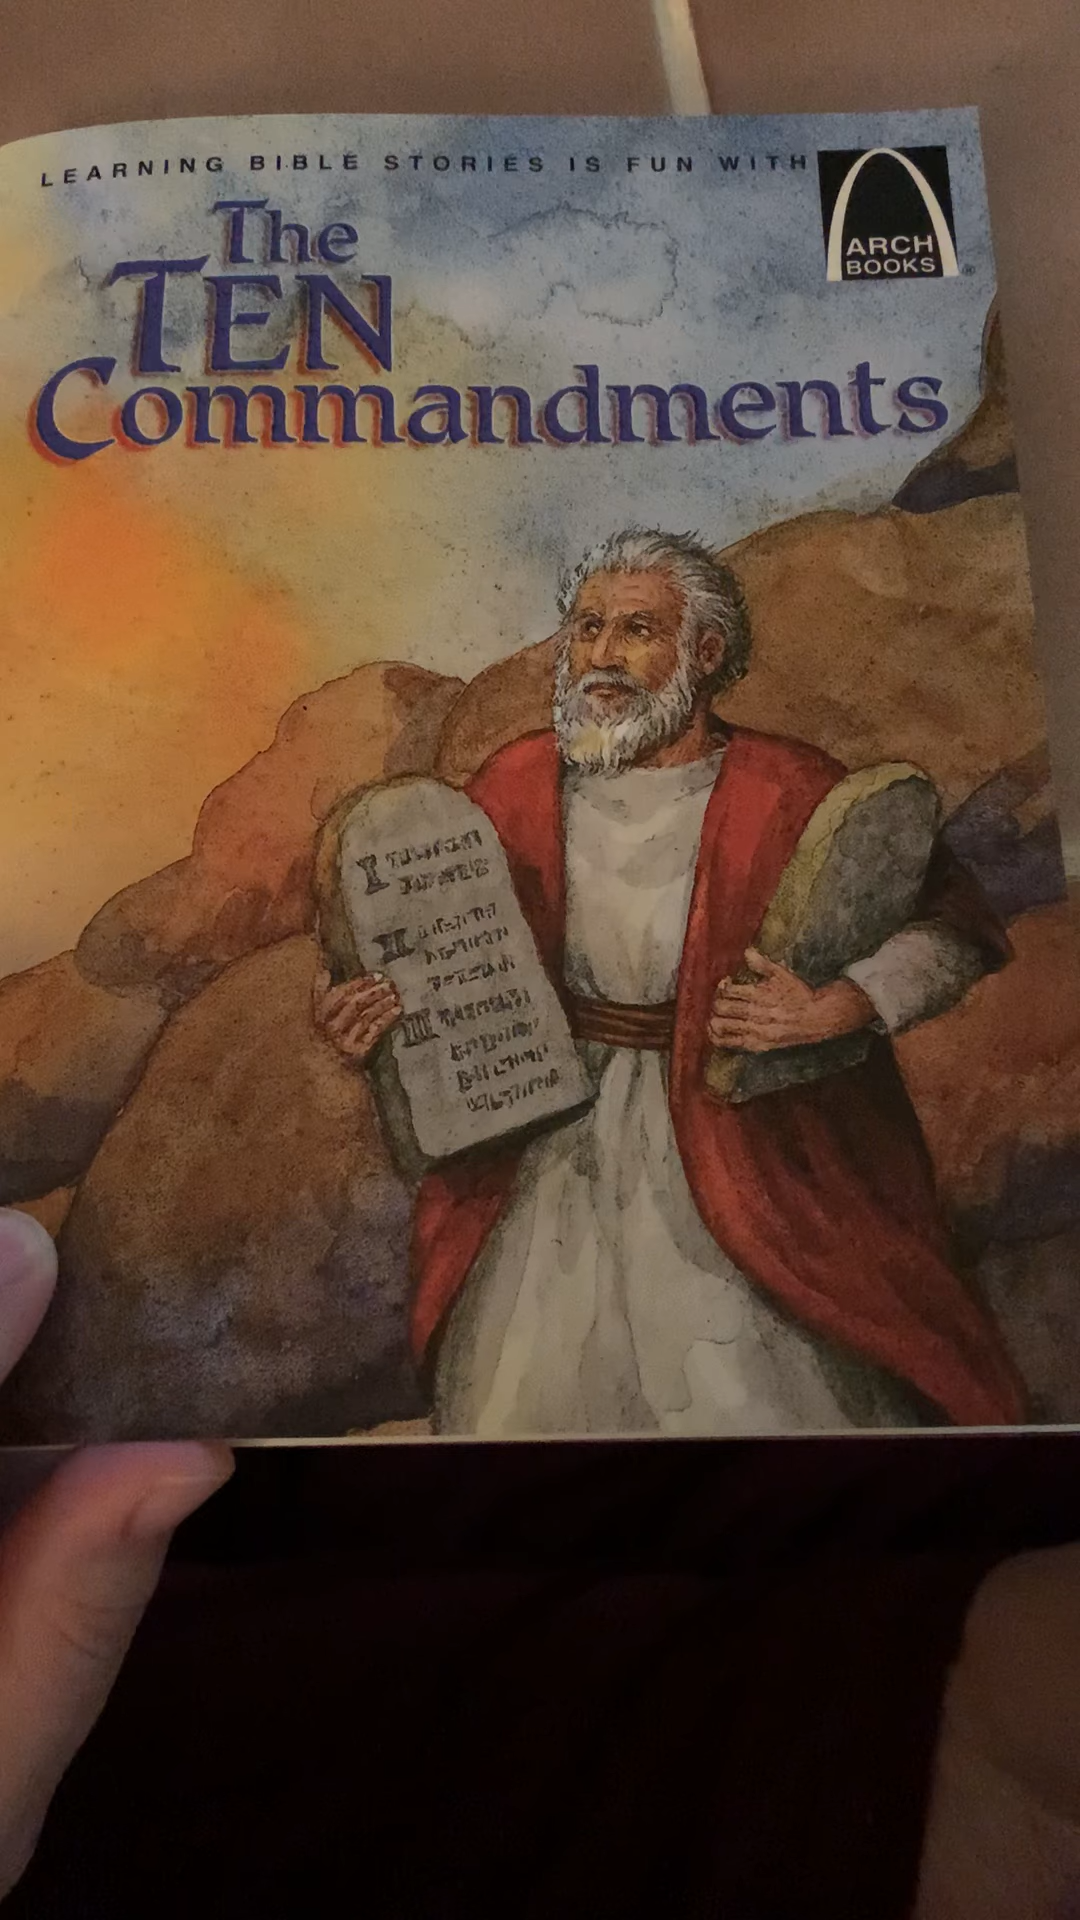 LEARNING BIBLE STORIES IS FUN WITH
ARCH
BOOKS®
The
TEN
Commandments
I
II
III